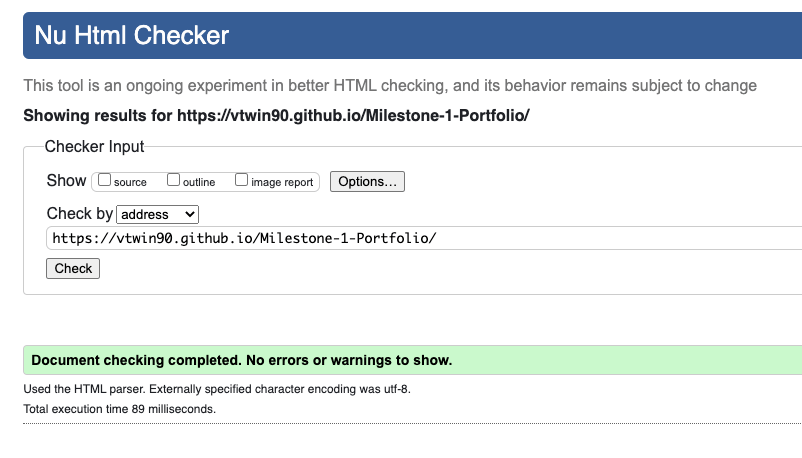 Nu Html Checker
This tool is an ongoing experiment in better HTML checking, and its behavior remains subject to change
Showing results for https://vtwin90.github.io/Milestone-1-Portfolio/
Checker Input
Show source outline image report Options...
Check by address
https://vtwin90.github.io/Milestone-1-Portfolio/
Check
Document checking completed. No errors or warnings to show.
Used the HTML parser. Externally specified character encoding was utf-8.
Total execution time 89 milliseconds.